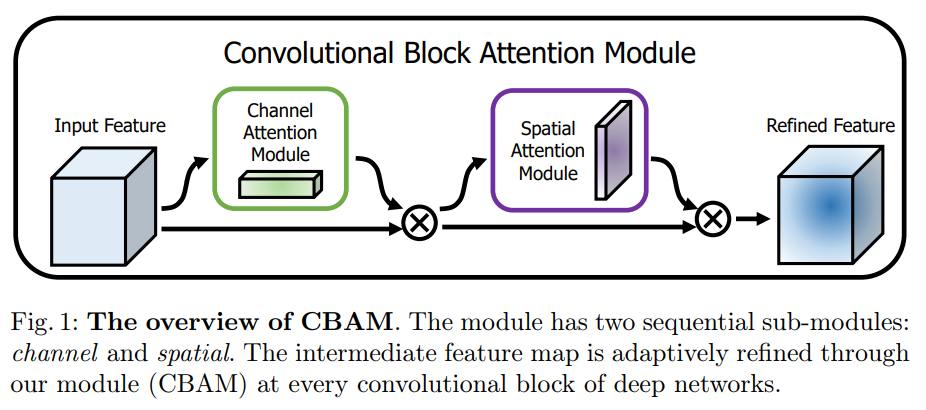 Convolutional Block Attention Module
Input Feature
Channel
Attention
Module
Spatial
Attention
Module
Refined Feature
Fig. 1: The overview of CBAM. The module has two sequential sub-modules:
channel and spatial. The intermediate feature map is adaptively refined through
our module (CBAM) at every convolutional block of deep networks.